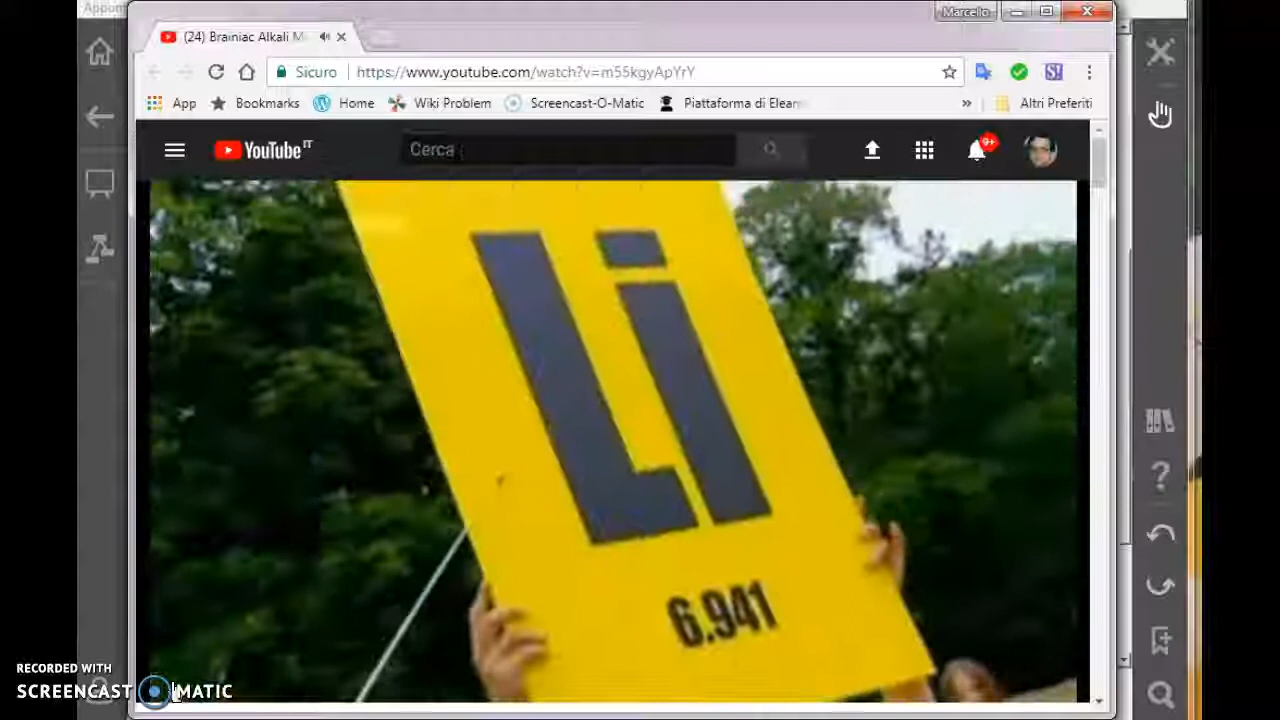 Appun
Marcello
(24) Brainiac Alkali M
Sicuro
https://www.youtube.com/watch?v=m55kgyApYrY
App
Bookmarks
Home
Wiki Problem
Screencast-O-Matic
Piattaforma di Elearn
»
Altri Preferiti
YouTube IT
Cerca
9+
Li
6.941
RECORDED WITH
SCREENCAST O MATIC